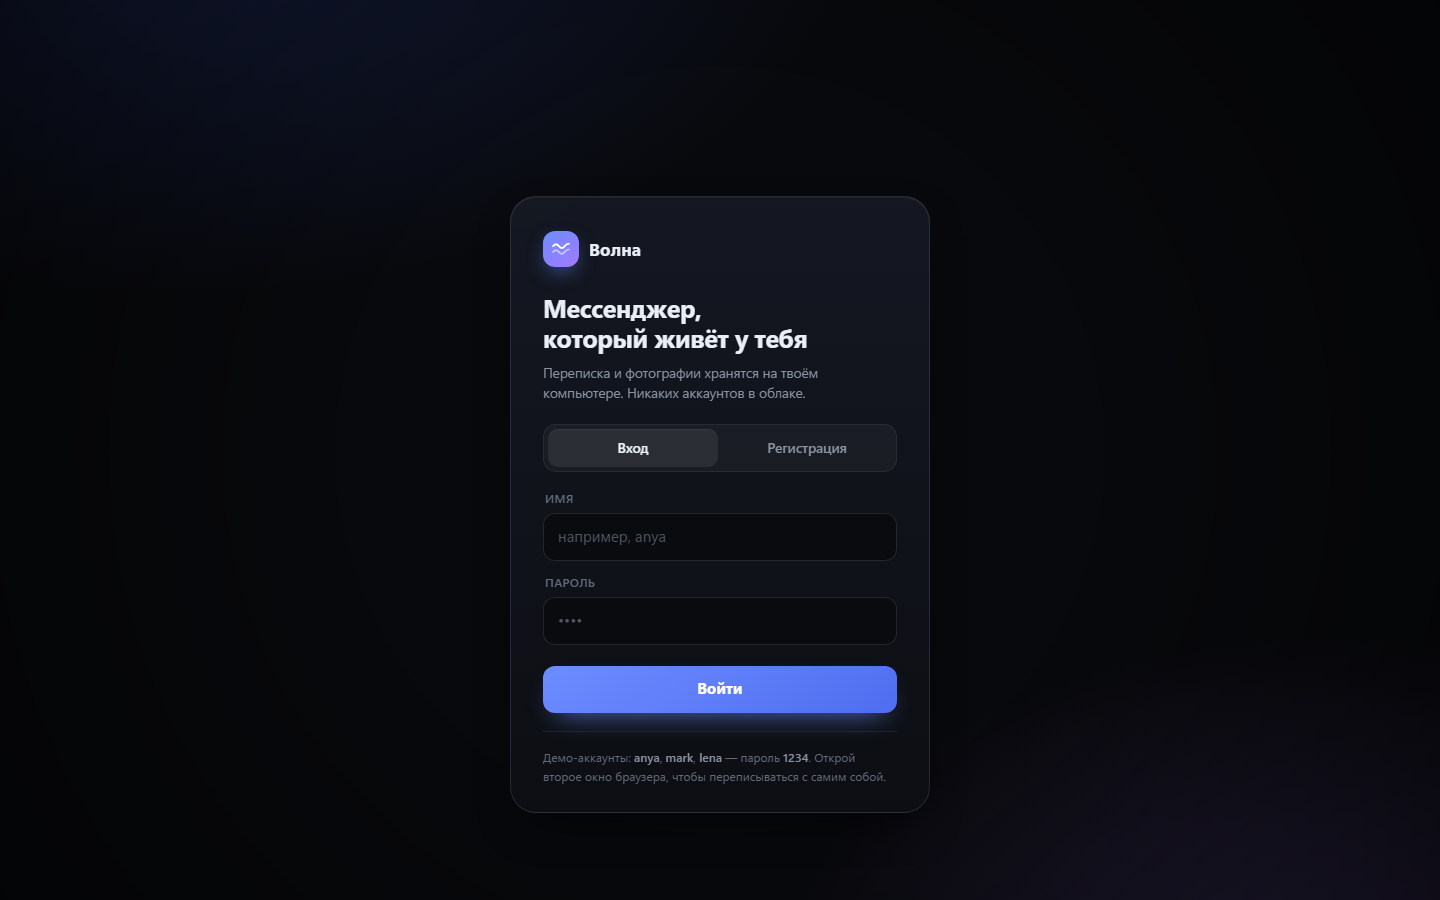 Волна
Мессенджер,
который живёт у тебя
Переписка и фотографии хранятся на твоём
компьютере. Никаких аккаунтов в облаке.
Вход
Регистрация
ИМЯ
например, anya
ПАРОЛЬ
••••
Войти
Демо-аккаунты: anya, mark, lena — пароль 1234. Открой
второе окно браузера, чтобы переписываться с самим собой.